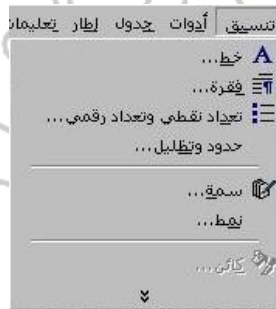 تنسيق أدوات جدول إطار تعليمات
خط...
فقرة...
تعداد نقطي وتعداد رقمي...
حدود وتظليل...
سمة...
نمط...
كائن...